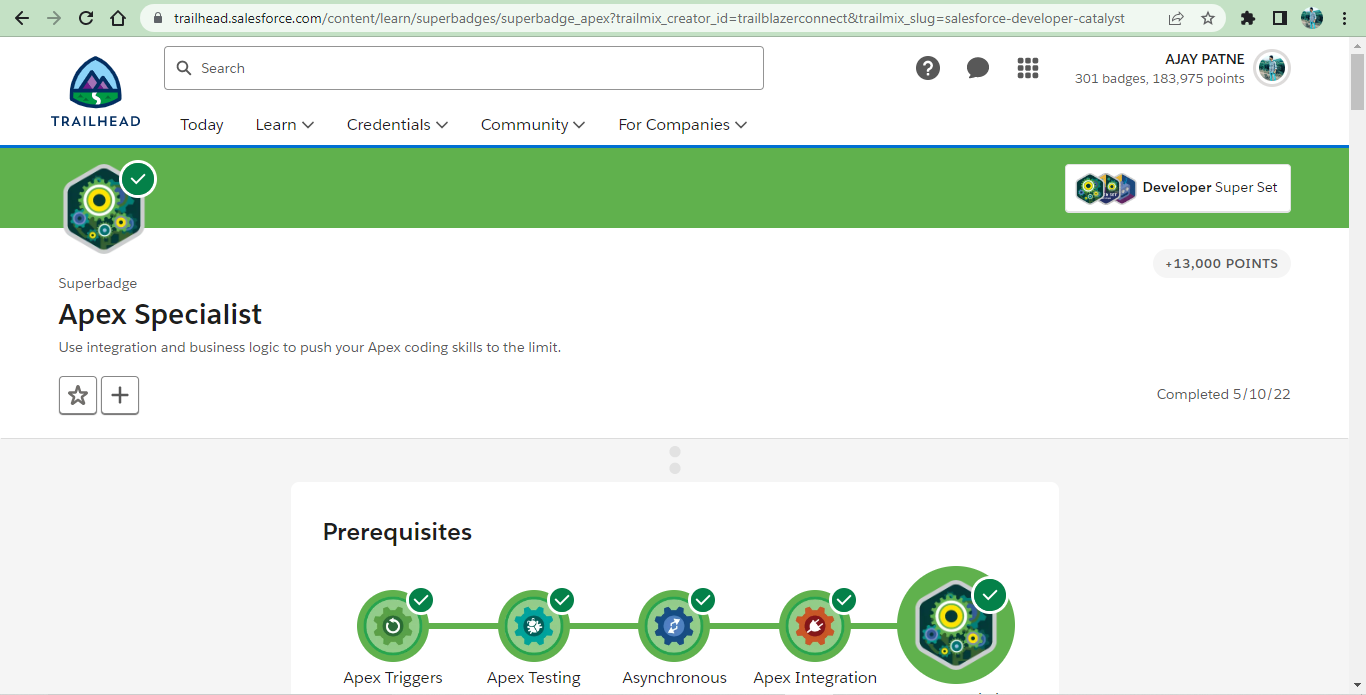 trailhead.salesforce.com/content/learn/superbadges/superbadge_apex?trailmix_creator_id=trailblazerconnect&trailmix_slug=salesforce-developer-catalyst
TRAILHEAD
Search
AJAY PATNE
301 badges, 183,975 points
Today Learn Credentials Community For Companies
Developer Super Set
+13,000 POINTS
Superbadge
Apex Specialist
Use integration and business logic to push your Apex coding skills to the limit.
Completed 5/10/22
Prerequisites
Apex Triggers Apex Testing Asynchronous Apex Integration